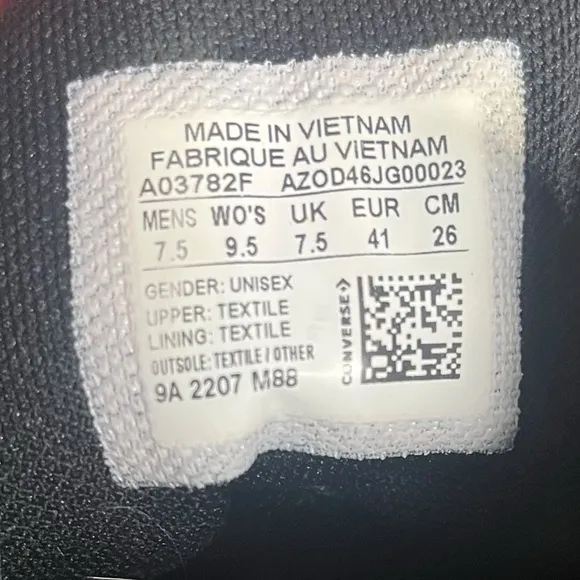 MADE IN VIETNAM
FABRIQUE AU VIETNAM
A03782F AZOD46JG00023
MENS WO'S UK EUR CM
7.5 9.5 7.5 41 26
GENDER: UNISEX
UPPER: TEXTILE
LINING: TEXTILE
OUTSOLE: TEXTILE / OTHER
9A 2207 M88
CONVERSE